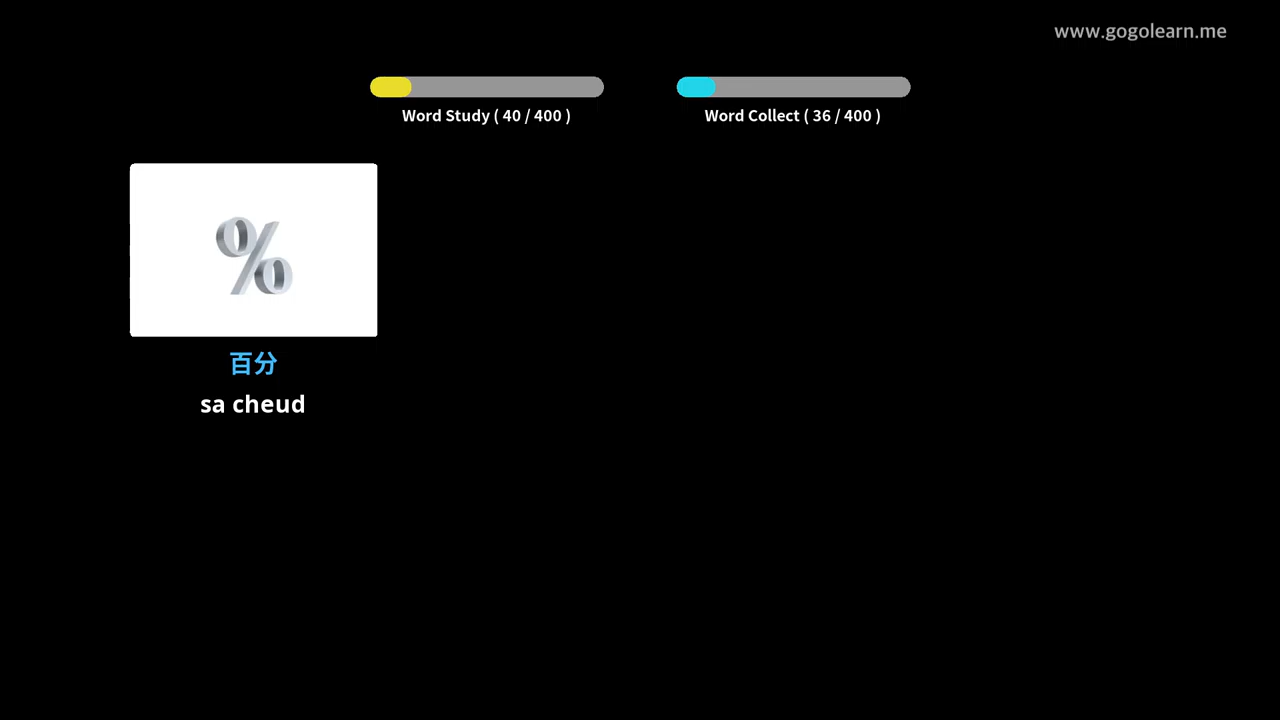 www.gogolearn.me
Word Study ( 40 / 400 )
Word Collect ( 36 / 400 )
%
百分
sa cheud